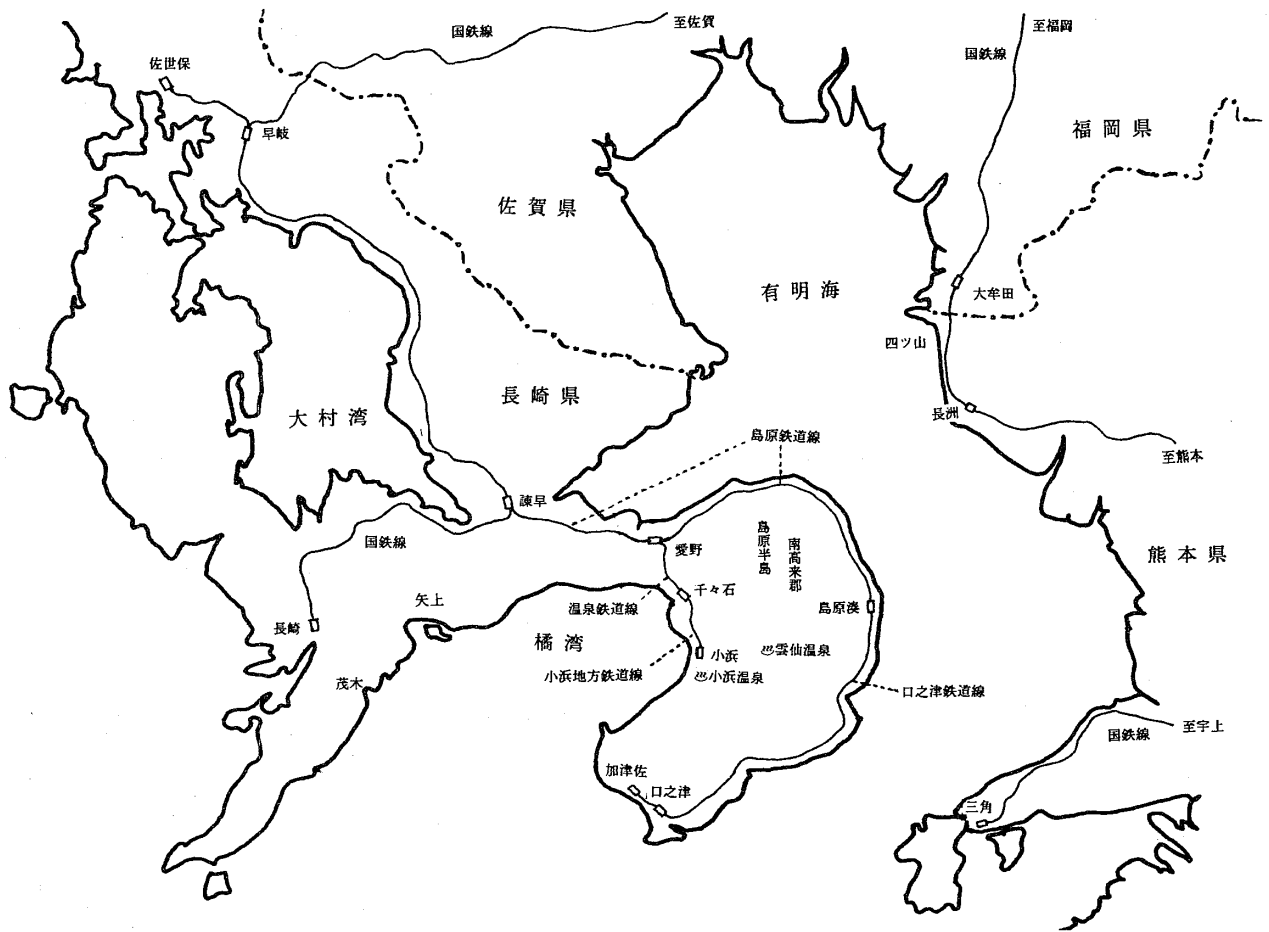 至佐賀
国鉄線
至福岡
国鉄線
佐世保
早岐
福岡県
佐賀県
有明海
大牟田
四ツ山
長崎県
大村湾
長洲
島原鉄道線
至熊本
諫早
国鉄線
愛野
島原半島
南高来郡
熊本県
千々石
矢上
温泉鉄道線
島原湊
長崎
橘湾
小浜
雲仙温泉
小浜地方鉄道線
小浜温泉
茂木
口之津鉄道線
至宇土
国鉄線
加津佐
口之津
三角